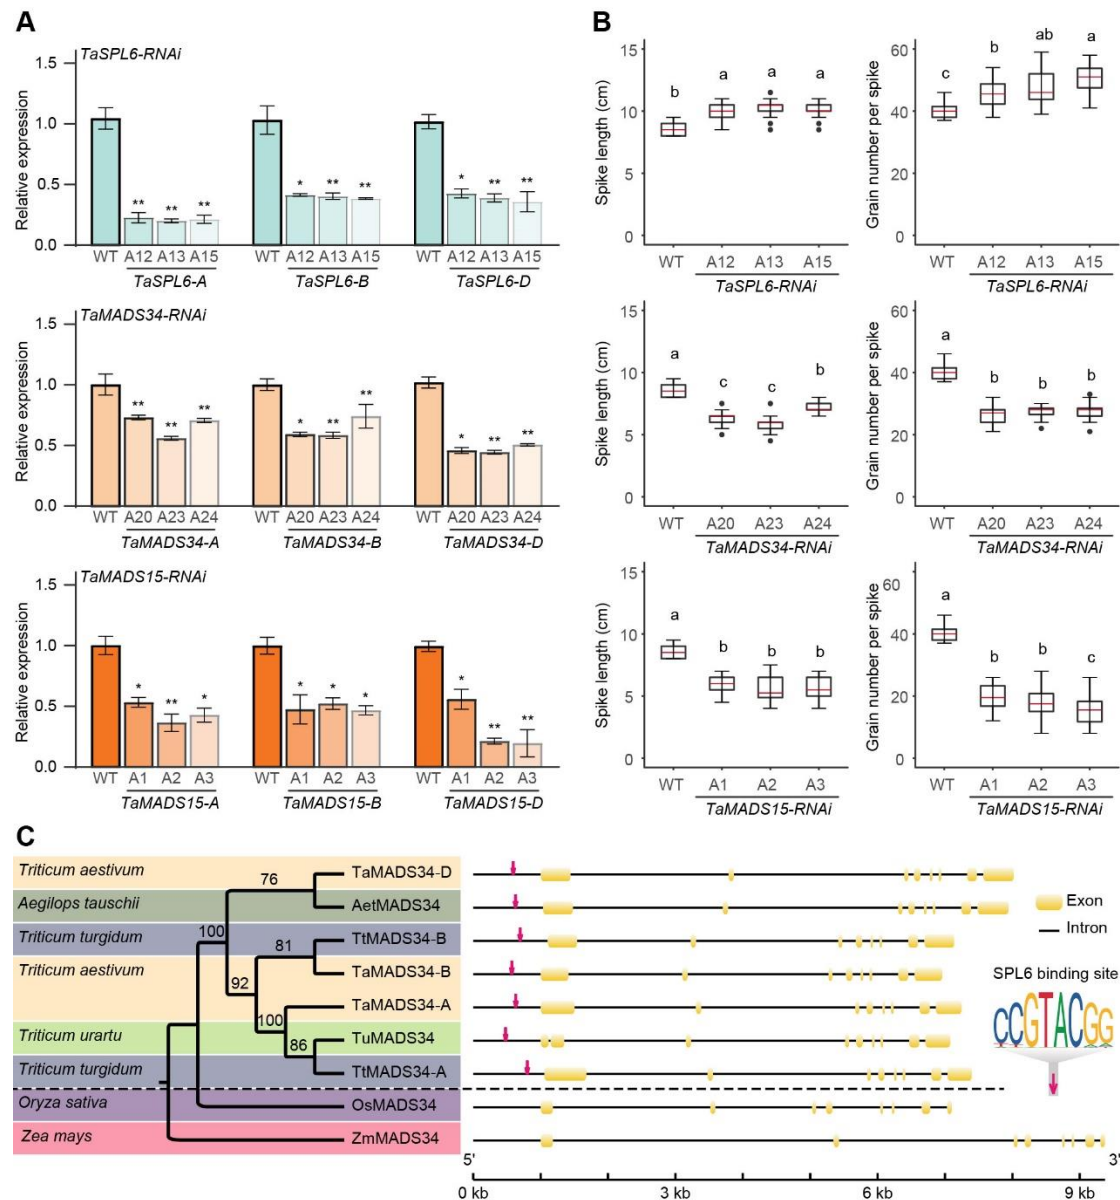 A
TaSPL6-RNAi
Relative expression
1.5
1.0
0.5
0.0
** ** **
* ** **
* ** **
WT A12 A13 A15 WT A12 A13 A15 WT A12 A13 A15
TaSPL6-A TaSPL6-B TaSPL6-D
TaMADS34-RNAi
Relative expression
1.5
1.0
0.5
0.0
** ** **
* ** **
* ** **
WT A20 A23 A24 WT A20 A23 A24 WT A20 A23 A24
TaMADS34-A TaMADS34-B TaMADS34-D
TaMADS15-RNAi
Relative expression
1.5
1.0
0.5
0.0
* ** *
* * *
* ** **
WT A1 A2 A3 WT A1 A2 A3 WT A1 A2 A3
TaMADS15-A TaMADS15-B TaMADS15-D
B
Spike length (cm)
15
10
5
0
b a a a
WT A12 A13 A15
TaSPL6-RNAi
Grain number per spike
60
40
20
0
c b ab a
WT A12 A13 A15
TaSPL6-RNAi
Spike length (cm)
15
10
5
0
a c c b
WT A20 A23 A24
TaMADS34-RNAi
Grain number per spike
60
40
20
0
a b b b
WT A20 A23 A24
TaMADS34-RNAi
Spike length (cm)
15
10
5
0
a b b b
WT A1 A2 A3
TaMADS15-RNAi
Grain number per spike
60
40
20
0
a b b c
WT A1 A2 A3
TaMADS15-RNAi
C
Triticum aestivum
Aegilops tauschii
Triticum turgidum
Triticum aestivum
Triticum urartu
Triticum turgidum
Oryza sativa
Zea mays
76
100
81
92
100
86
TaMADS34-D
AetMADS34
TtMADS34-B
TaMADS34-B
TaMADS34-A
TuMADS34
TtMADS34-A
OsMADS34
ZmMADS34
Exon
Intron
SPL6 binding site
CCGTACGG
5' 3'
0 kb 3 kb 6 kb 9 kb